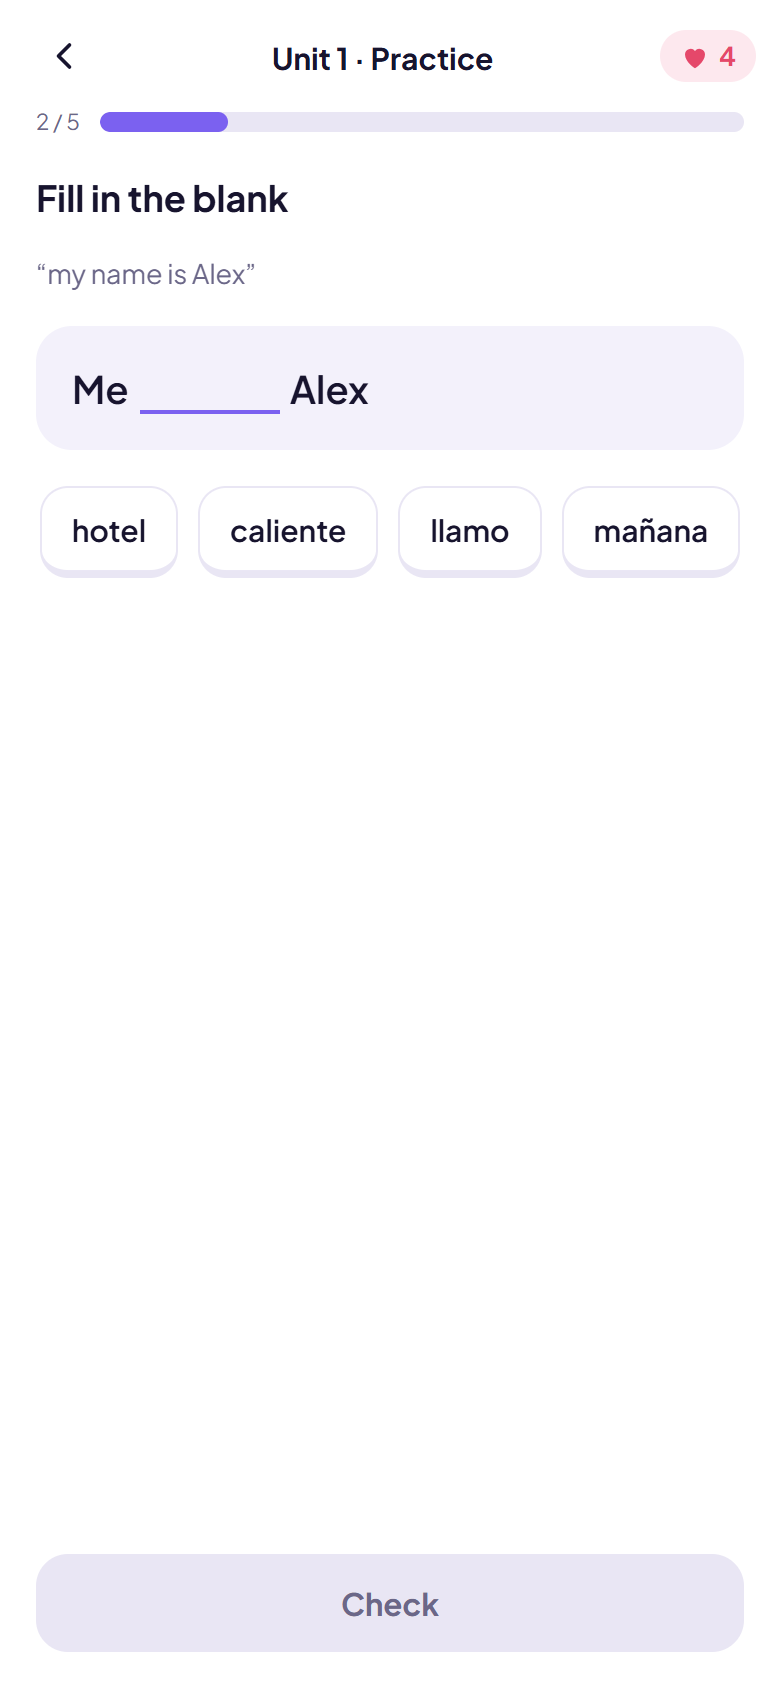 Unit 1 · Practice
4
2 / 5
Fill in the blank
“my name is Alex”
Me ______ Alex
hotel caliente llamo mañana
Check